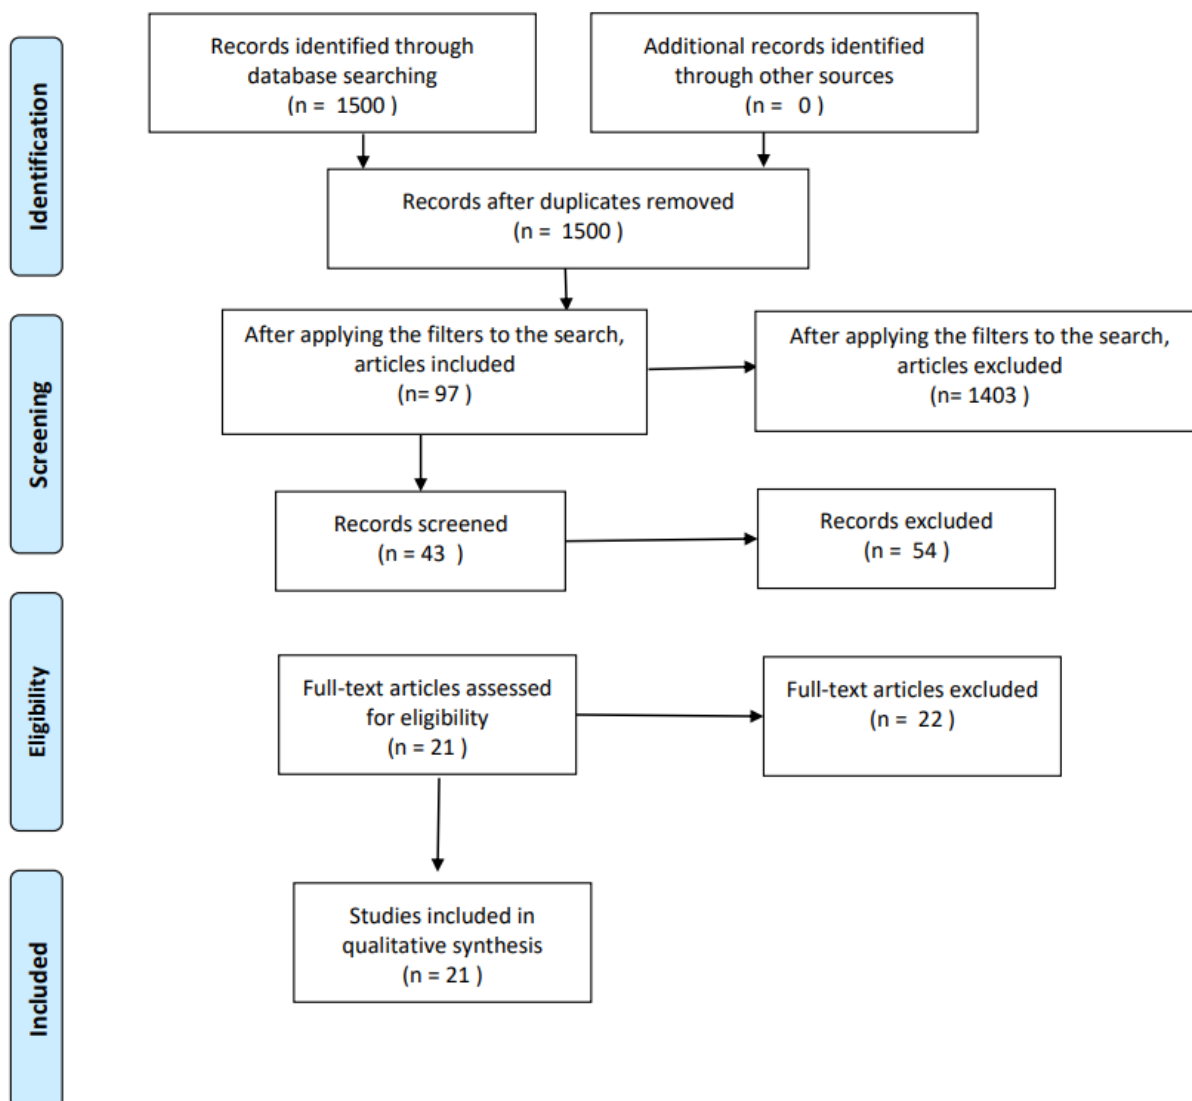 Identification
Records identified through
database searching
(n = 1500 )
Additional records identified
through other sources
(n = 0 )
Records after duplicates removed
(n = 1500 )
Screening
After applying the filters to the search,
articles included
(n= 97 )
After applying the filters to the search,
articles excluded
(n= 1403 )
Records screened
(n = 43 )
Records excluded
(n = 54 )
Eligibility
Full-text articles assessed
for eligibility
(n = 21 )
Full-text articles excluded
(n = 22 )
Included
Studies included in
qualitative synthesis
(n = 21 )